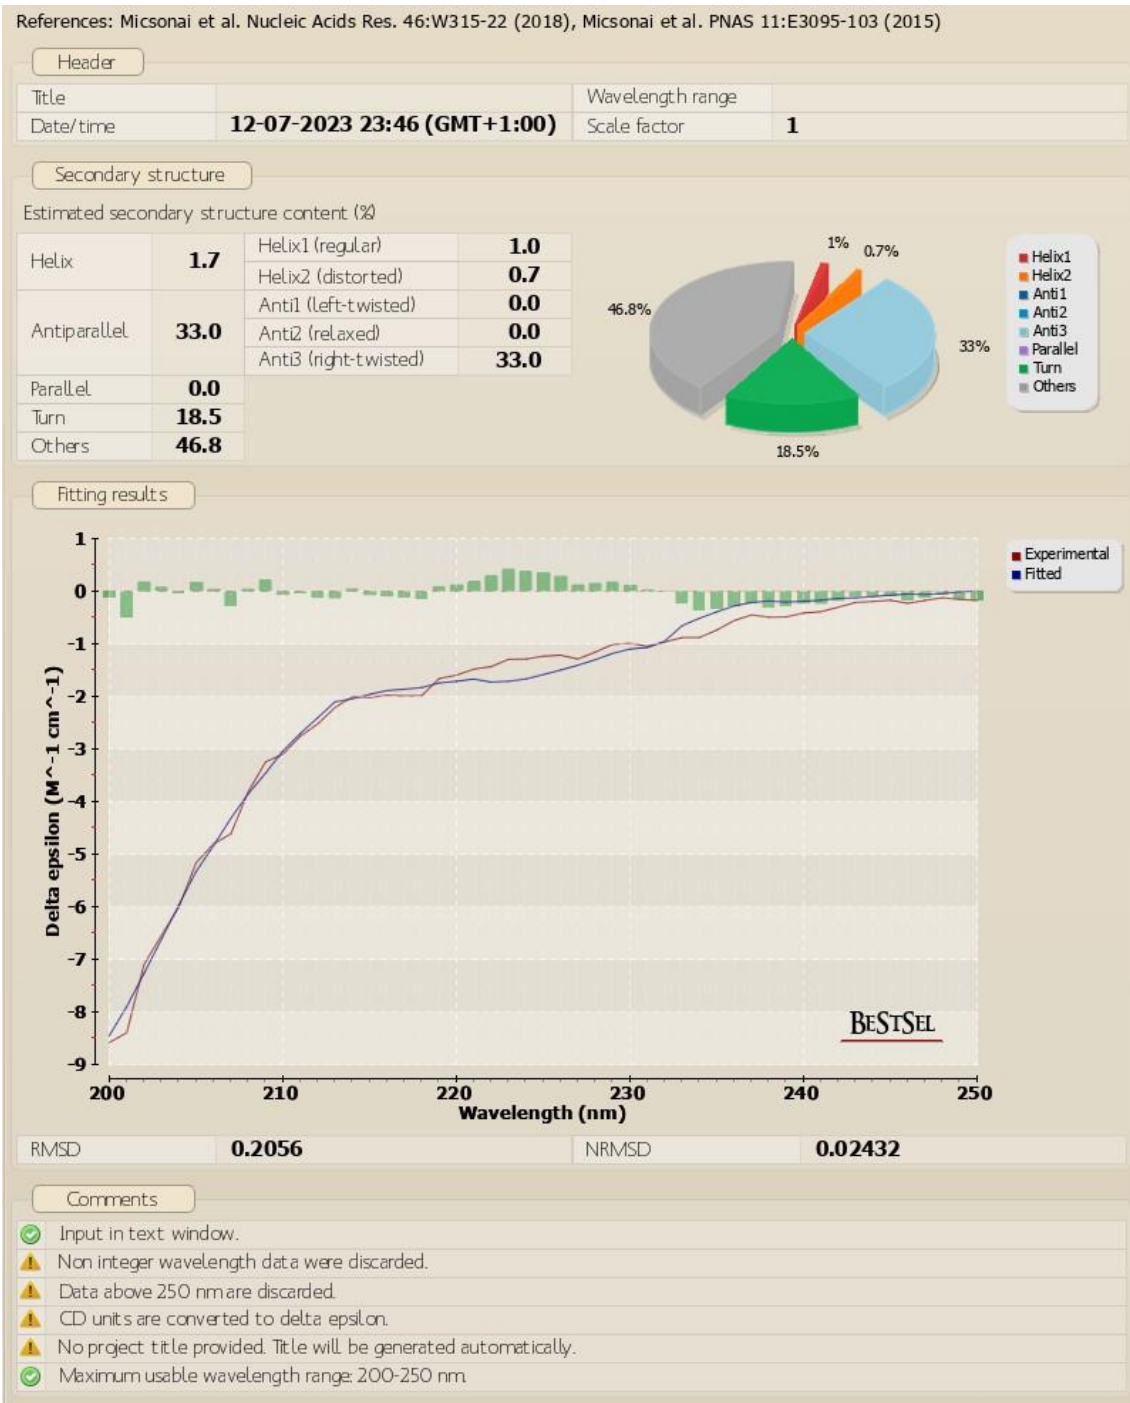 References: Micsonai et al. Nucleic Acids Res. 46:W315-22 (2018), Micsonai et al. PNAS 11:E3095-103 (2015)
Header
Title
Wavelength range
Date/time 12-07-2023 23:46 (GMT+1:00) Scale factor 1
Secondary structure
Estimated secondary structure content (%)
Helix 1.7
Helix1 (regular) 1.0
Helix2 (distorted) 0.7
Antiparallel 33.0
Anti1 (left-twisted) 0.0
Anti2 (relaxed) 0.0
Anti3 (right-twisted) 33.0
Parallel 0.0
Turn 18.5
Others 46.8
1%
0.7%
46.8%
33%
18.5%
Helix1
Helix2
Anti1
Anti2
Anti3
Parallel
Turn
Others
Fitting results
Delta epsilon (M^-1 cm^-1)
1
0
-1
-2
-3
-4
-5
-6
-7
-8
-9
Experimental
Fitted
BESTSEL
200 210 220 230 240 250
Wavelength (nm)
RMSD 0.2056 NRMSD 0.02432
Comments
Input in text window.
Non integer wavelength data were discarded.
Data above 250 nm are discarded.
CD units are converted to delta epsilon.
No project title provided. Title will be generated automatically.
Maximum usable wavelength range: 200-250 nm.